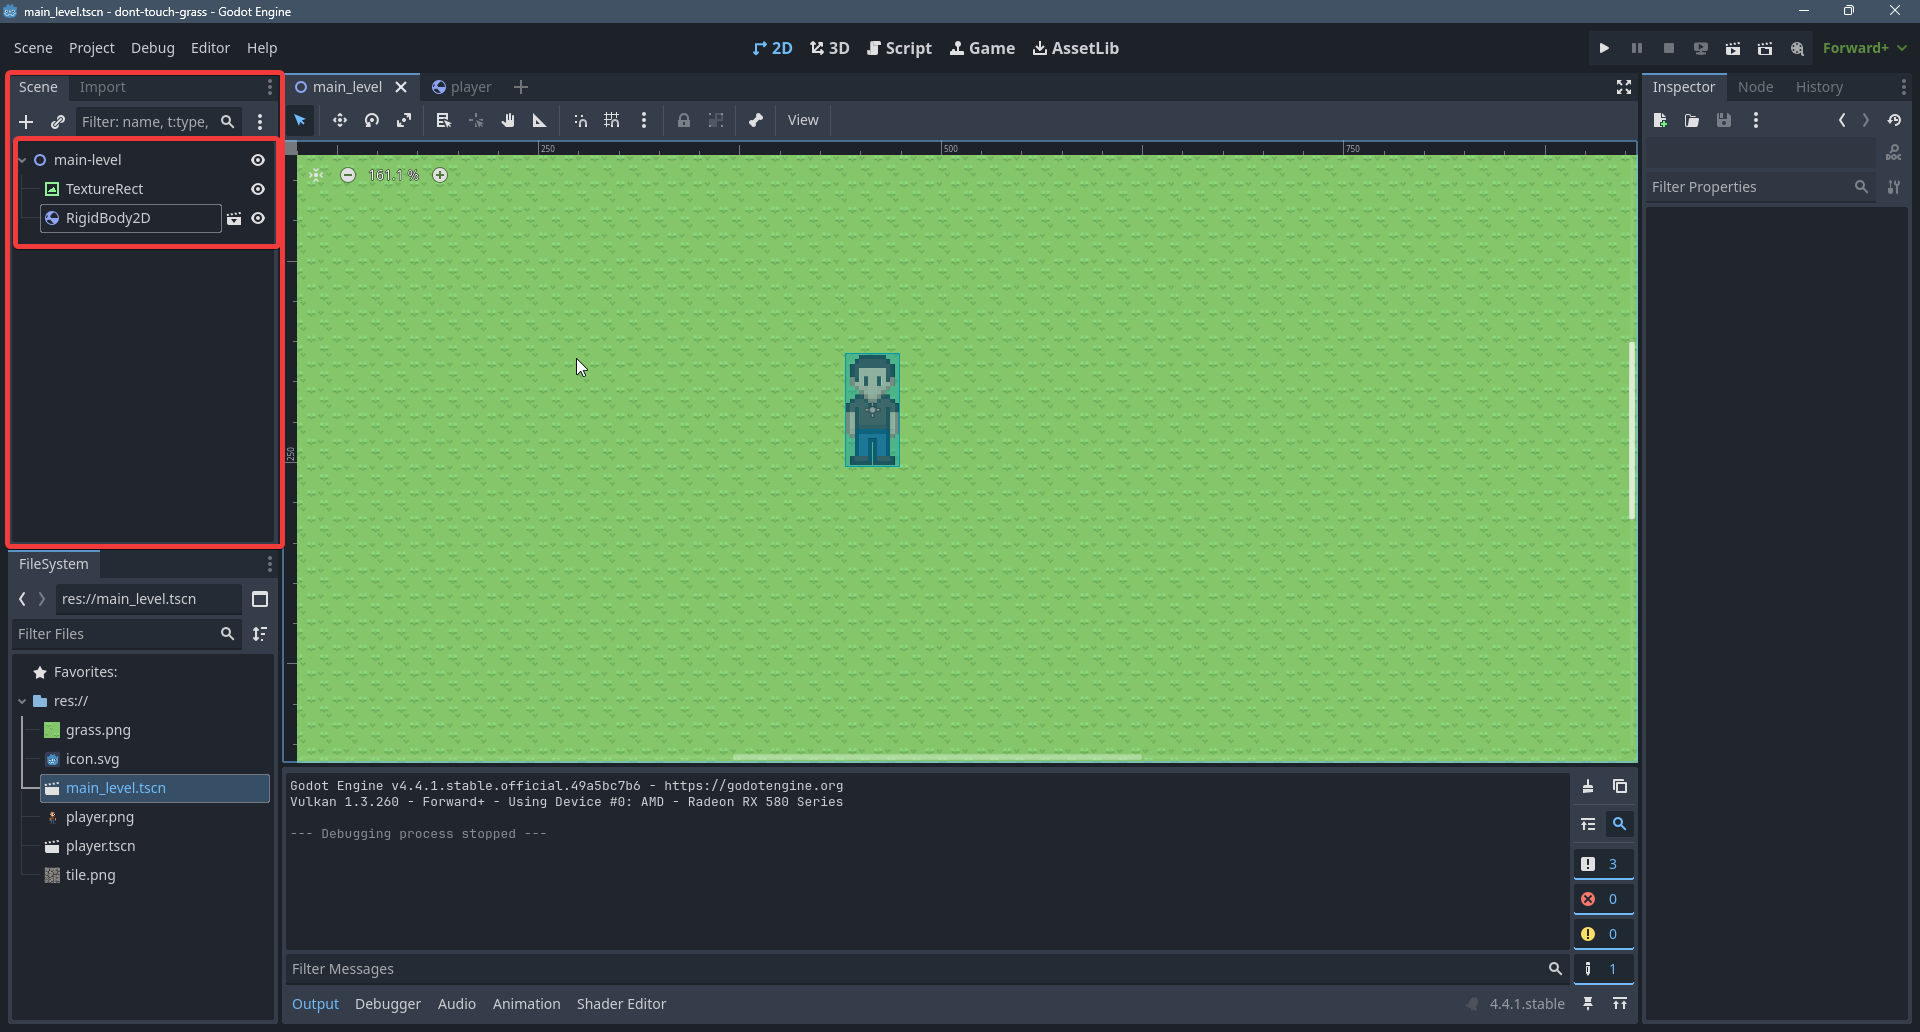 main_level.tscn - dont-touch-grass - Godot Engine
Scene Project Debug Editor Help
2D 3D Script Game AssetLib
Forward+
Scene Import
Filter: name, t:type,
main-level
TextureRect
RigidBody2D
main_level player
View
250 500 750
161.1 %
250
FileSystem
res://main_level.tscn
Filter Files
Favorites:
res://
grass.png
icon.svg
main_level.tscn
player.png
player.tscn
tile.png
Godot Engine v4.4.1.stable.official.49a5bc7b6 - https://godotengine.org
Vulkan 1.3.260 - Forward+ - Using Device #0: AMD - Radeon RX 580 Series
--- Debugging process stopped ---
3
0
0
1
Filter Messages
Output Debugger Audio Animation Shader Editor
4.4.1.stable
Inspector Node History
DOC
Filter Properties